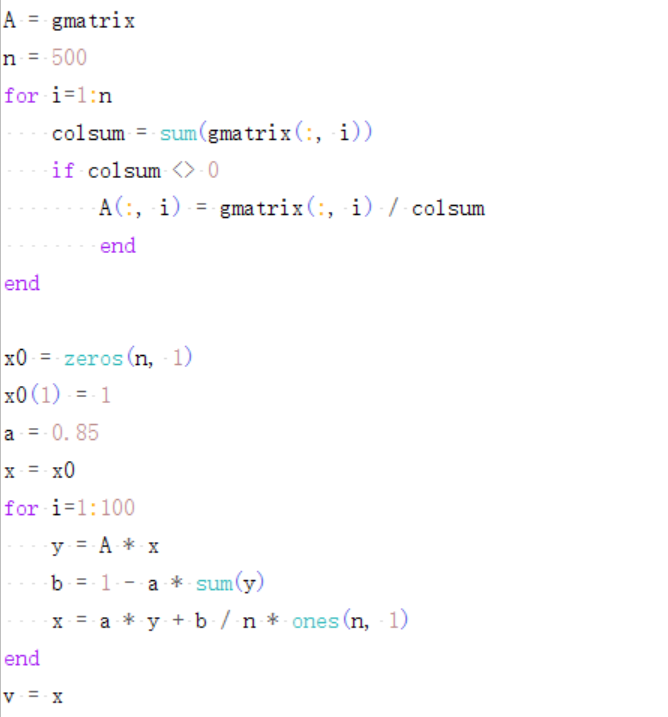 A = gmatrix
n = 500
for i=1:n
    colsum = sum(gmatrix(:, i))
    if colsum <> 0
        A(:, i) = gmatrix(:, i) / colsum
        end
end

x0 = zeros(n, 1)
x0(1) = 1
a = 0.85
x = x0
for i=1:100
    y = A * x
    b = 1 - a * sum(y)
    x = a * y + b / n * ones(n, 1)
end
v = x